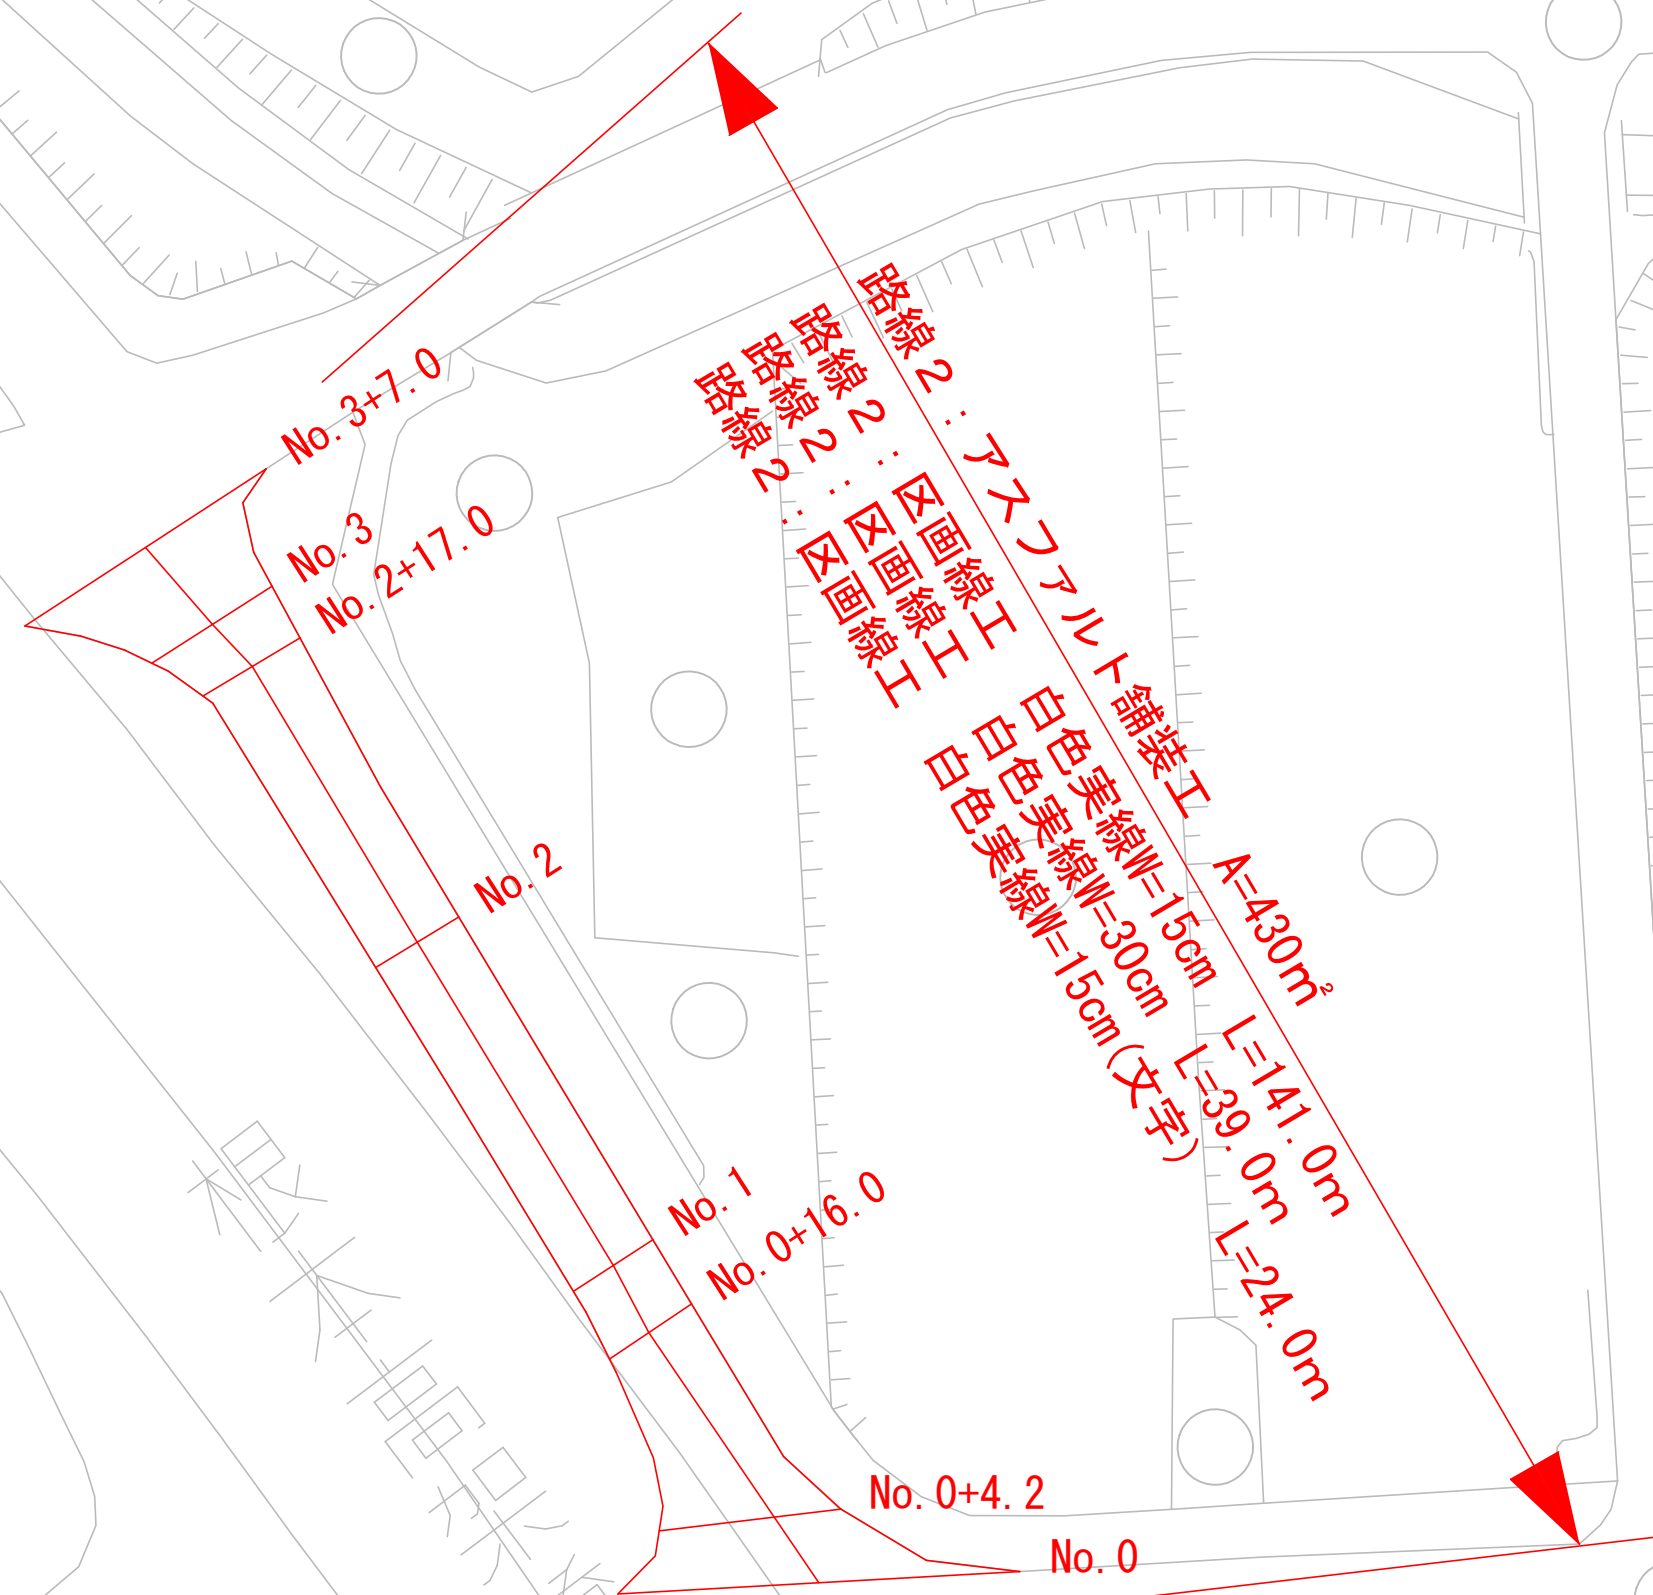 路線２：アスファルト舗装工　A=430㎡
路線２：区画線工　白色実線W=15cm　L=141.0m
路線２：区画線工　白色実線W=30cm　L=39.0m
路線２：区画線工　白色実線W=15cm(文字)　L=24.0m
No.3+7.0
No.3
No.2+17.0
No.2
No.1
No.0+16.0
No.0+4.2
No.0